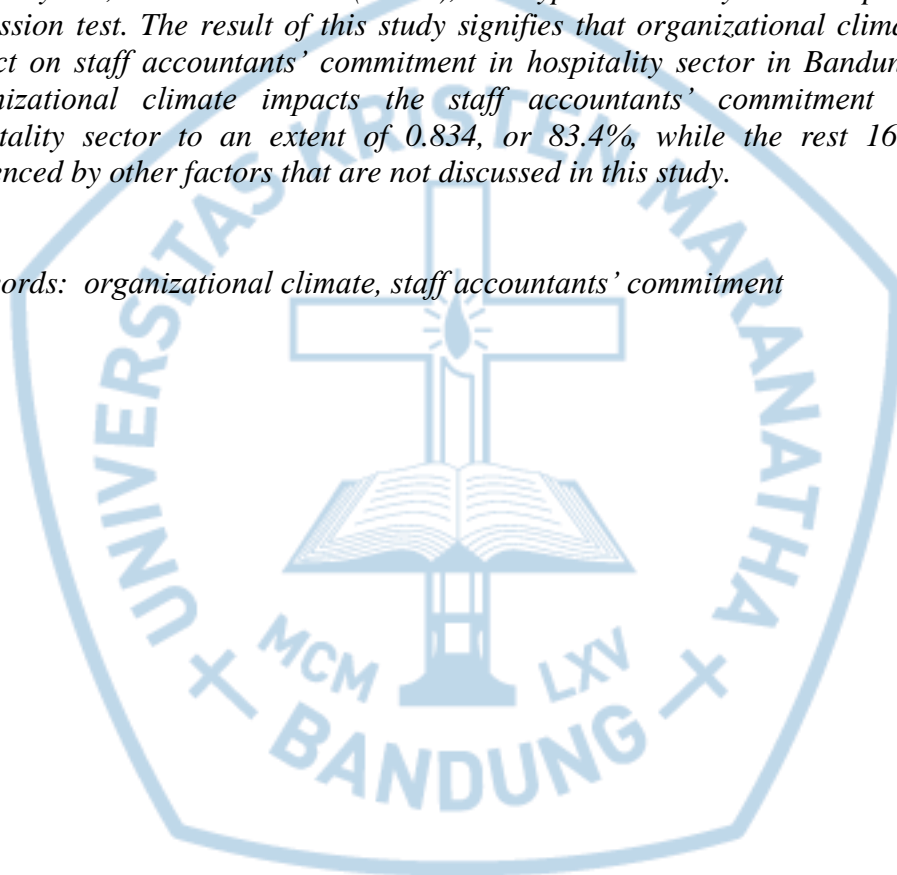 ession test. The result of this study signifies that organizational clima
ct on staff accountants’ commitment in hospitality sector in Bandun
nizational climate impacts the staff accountants’ commitment
tality sector to an extent of 0.834, or 83.4%, while the rest 16
enced by other factors that are not discussed in this study.
ords: organizational climate, staff accountants’ commitment
UNIVERSITAS KRISTEN MARANATHA
MCM LXV
BANDUNG